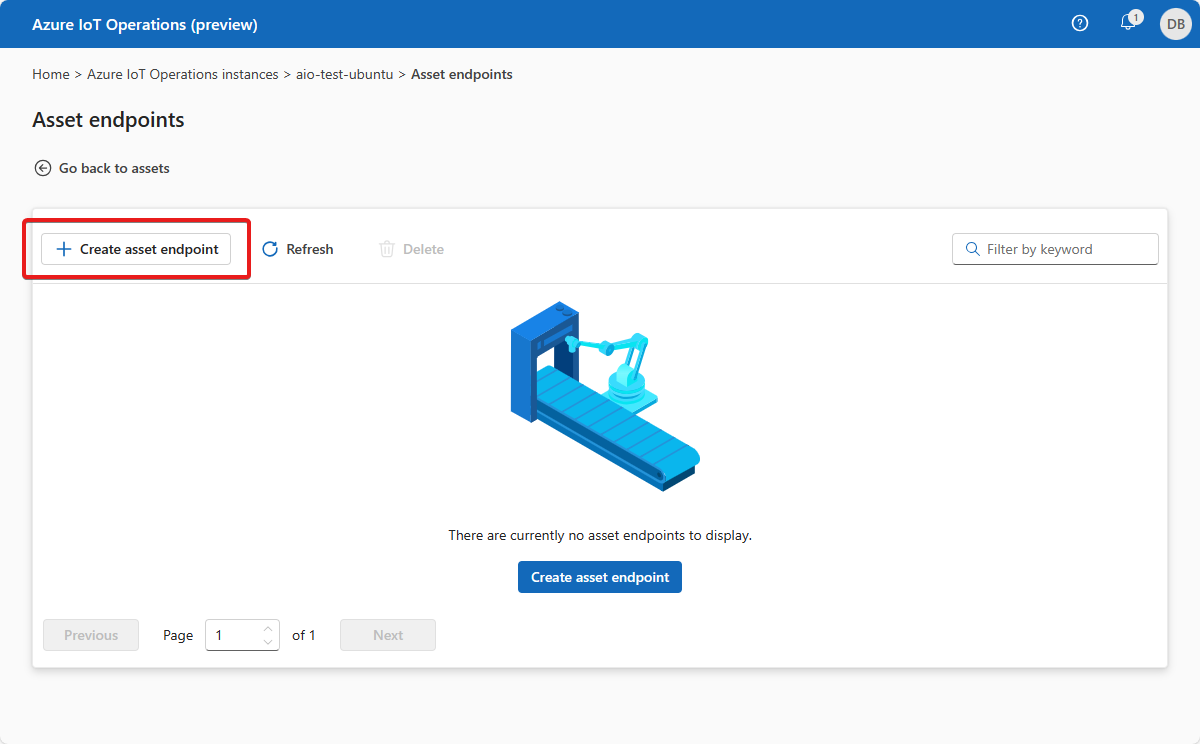 Azure IoT Operations (preview)
1
DB
Home > Azure IoT Operations instances > aio-test-ubuntu > Asset endpoints
Asset endpoints
Go back to assets
Create asset endpoint
Refresh
Delete
Filter by keyword
There are currently no asset endpoints to display.
Create asset endpoint
Previous
Page 1 of 1
Next